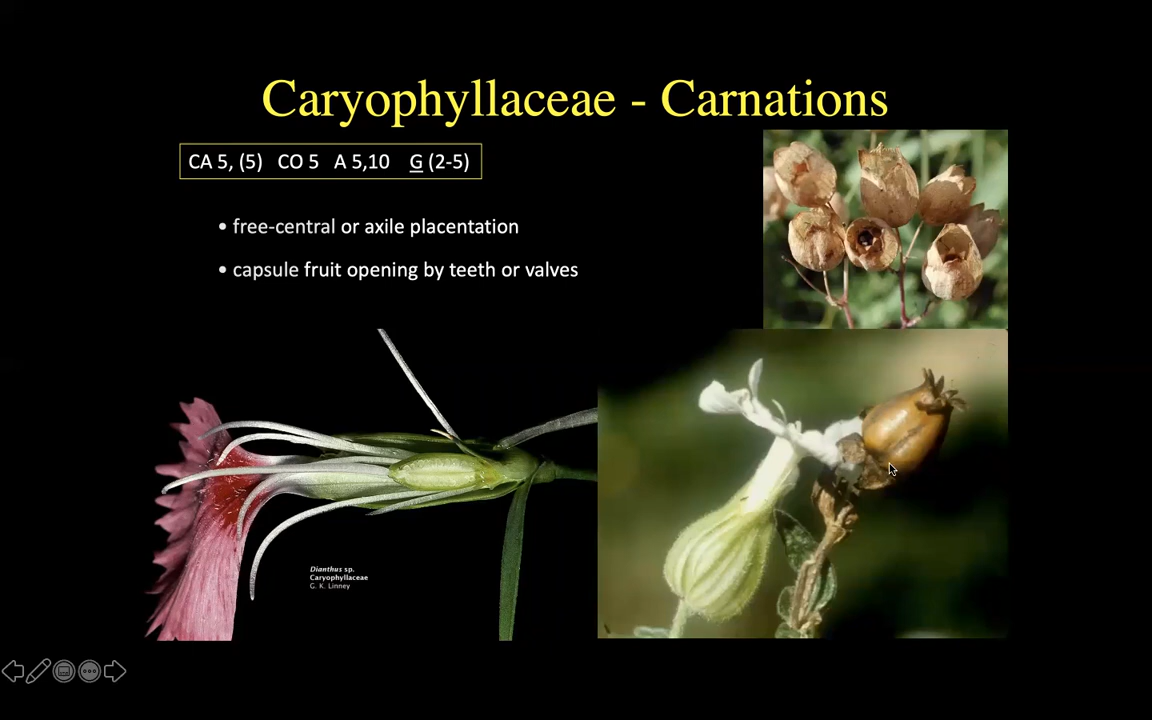 Caryophyllaceae - Carnations
CA 5, (5) CO 5 A 5,10 G (2-5)
• free-central or axile placentation
• capsule fruit opening by teeth or valves
Dianthus sp.
Caryophyllaceae
G. K. Linney